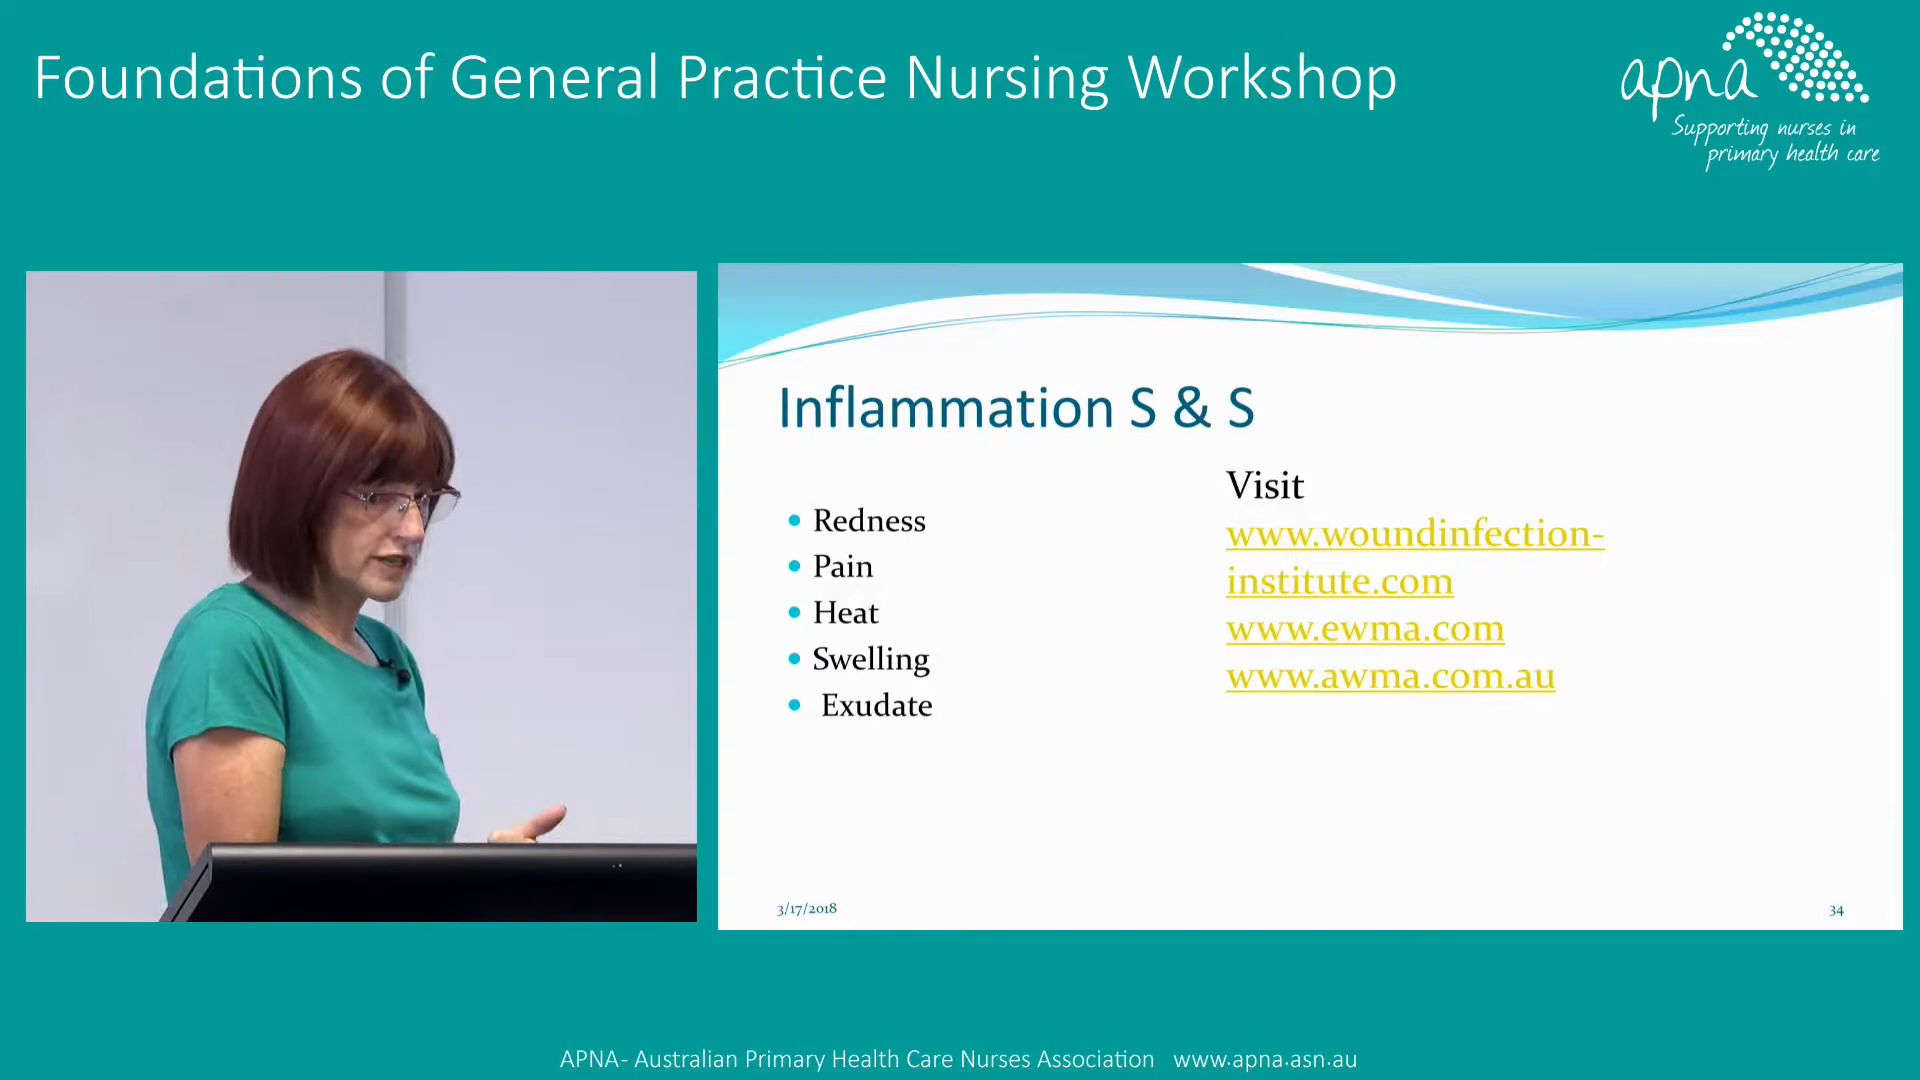 Foundations of General Practice Nursing Workshop
apna
Supporting nurses in
primary health care
Inflammation S & S
Redness
Pain
Heat
Swelling
Exudate
Visit
www.woundinfection-
institute.com
www.ewma.com
www.awma.com.au
3/17/2018
34
APNA- Australian Primary Health Care Nurses Association www.apna.asn.au